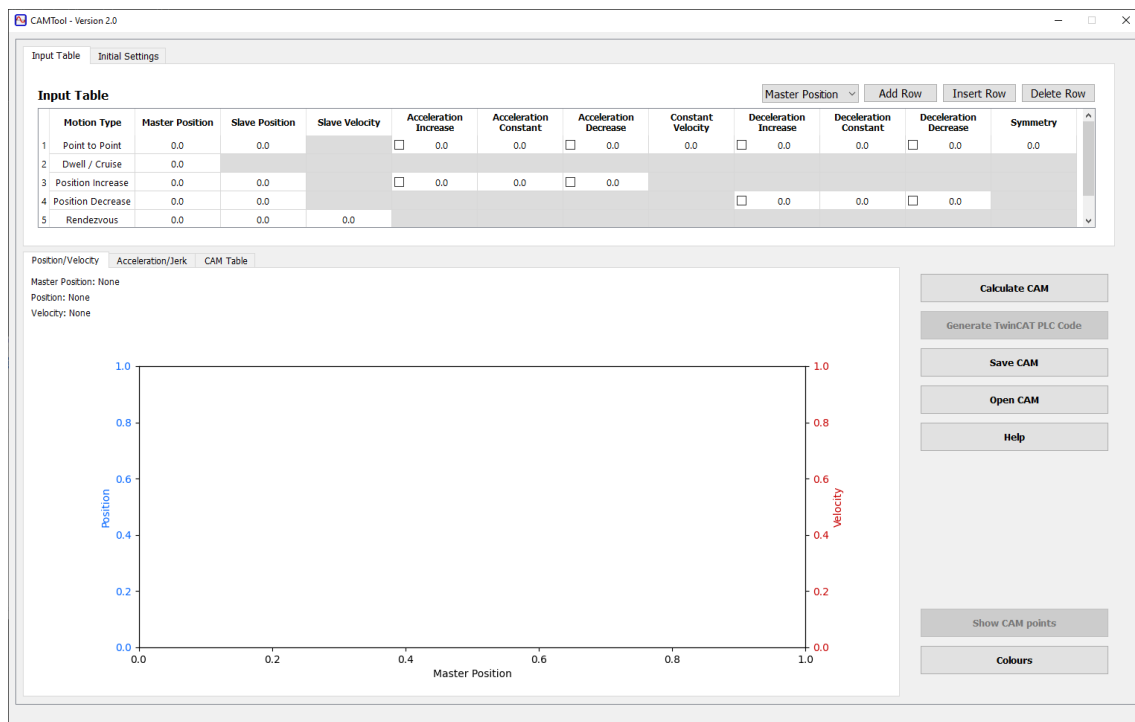 CAMTool - Version 2.0
Input Table Initial Settings
Input Table
Master Position Add Row Insert Row Delete Row
Motion Type Master Position Slave Position Slave Velocity Acceleration Increase Acceleration Constant Acceleration Decrease Constant Velocity Deceleration Increase Deceleration Constant Deceleration Decrease Symmetry
1 Point to Point 0.0 0.0 0.0 0.0 0.0 0.0 0.0 0.0 0.0 0.0
2 Dwell / Cruise 0.0
3 Position Increase 0.0 0.0 0.0 0.0 0.0
4 Position Decrease 0.0 0.0 0.0 0.0 0.0
5 Rendezvous 0.0 0.0 0.0
Position/Velocity Acceleration/Jerk CAM Table
Master Position: None
Position: None
Velocity: None
1.0
0.8
0.6
0.4
0.2
0.0
Position
0.0 0.2 0.4 0.6 0.8 1.0
Master Position
1.0
0.8
0.6
0.4
0.2
0.0
Velocity
Calculate CAM
Generate TwinCAT PLC Code
Save CAM
Open CAM
Help
Show CAM points
Colours